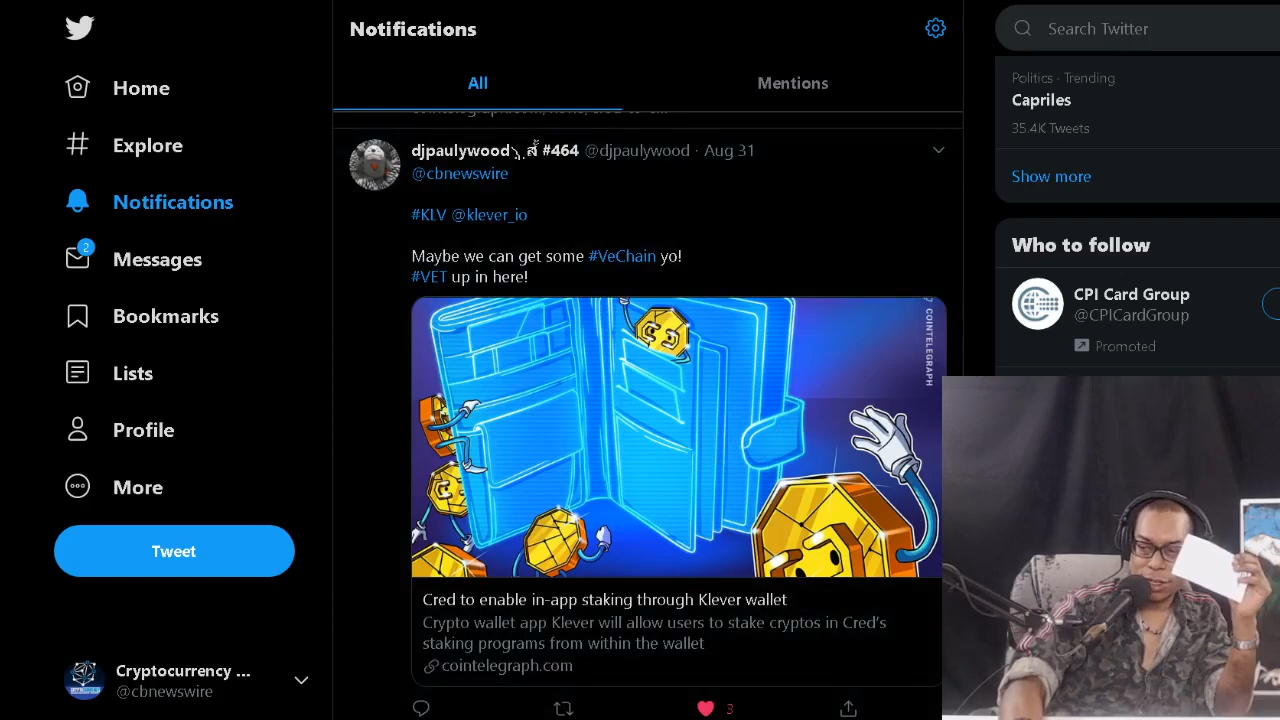 Home
Explore
Notifications
2
Messages
Bookmarks
Lists
Profile
More
Tweet
Cryptocurrency ...
@cbnewswire
Notifications
All
Mentions
djpaulywood
#464 @djpaulywood · Aug 31
@cbnewswire
#KLV @klever_io
Maybe we can get some #VeChain yo!
#VET up in here!
COINTELEGRAPH
Cred to enable in-app staking through Klever wallet
Crypto wallet app Klever will allow users to stake cryptos in Cred's
staking programs from within the wallet
cointelegraph.com
3
Search Twitter
Politics · Trending
Capriles
35.4K Tweets
Show more
Who to follow
CPI Card Group
@CPICardGroup
Promoted